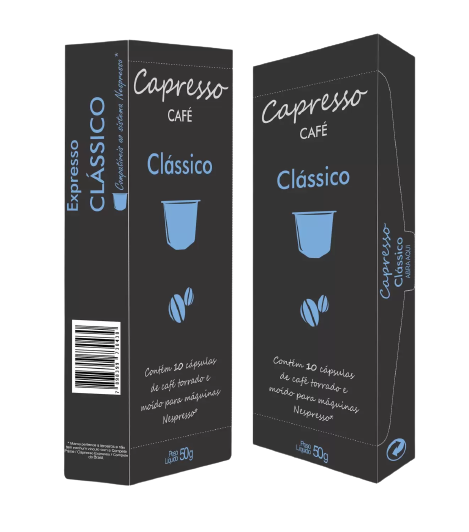 Expresso
CLÁSSICO
Compatíveis ao sistema Nespresso*
Capresso
CAFÉ
Clássico
Contém 10 cápsulas
de café torrado e
moído para máquinas
Nespresso*
Peso
Líquido 50g
Capresso
CAFÉ
Clássico
Contém 10 cápsulas
de café torrado e
moído para máquinas
Nespresso*
Peso
Líquido 50g
Capresso
Clássico
ABRA AQUI